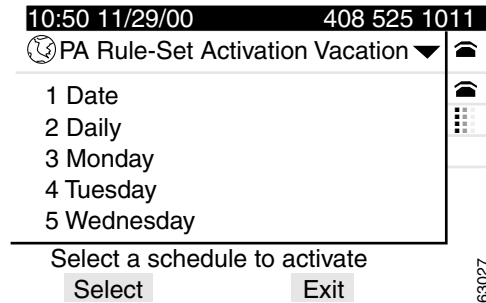 10:50 11/29/00 408 525 1011
PA Rule-Set Activation Vacation
1 Date
2 Daily
3 Monday
4 Tuesday
5 Wednesday
Select a schedule to activate
Select Exit
63027